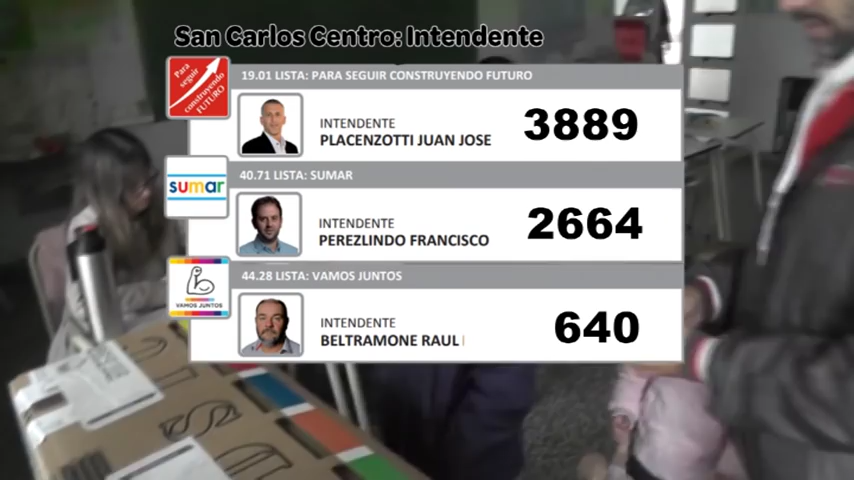 San Carlos Centro: Intendente
Para
seguir
construyendo
FUTURO
19.01 LISTA: PARA SEGUIR CONSTRUYENDO FUTURO
INTENDENTE
PLACENZOTTI JUAN JOSE
3889
sumar
40.71 LISTA: SUMAR
INTENDENTE
PEREZLINDO FRANCISCO
2664
VAMOS JUNTOS
44.28 LISTA: VAMOS JUNTOS
INTENDENTE
BELTRAMONE RAUL
640